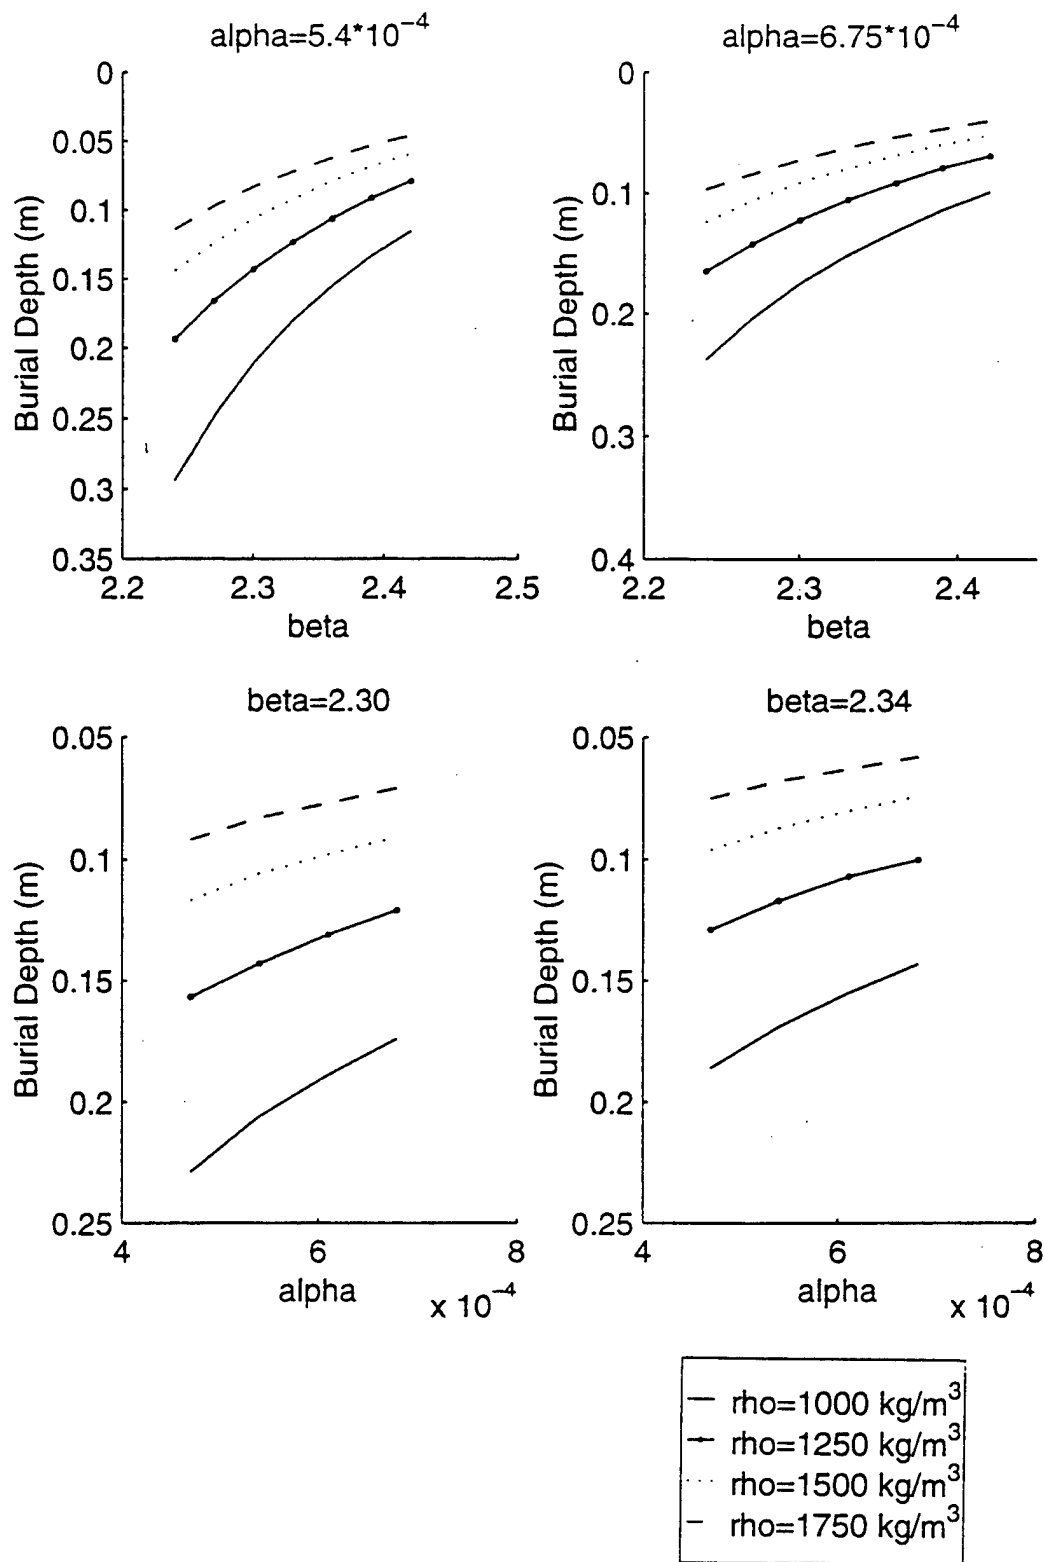 alpha=5.4*10⁻⁴
0
0.05
0.1
0.15
0.2
0.25
0.3
0.35
Burial Depth (m)
2.2 2.3 2.4 2.5
beta
alpha=6.75*10⁻⁴
0
0.1
0.2
0.3
0.4
Burial Depth (m)
2.2 2.3 2.4
beta
beta=2.30
0.05
0.1
0.15
0.2
0.25
Burial Depth (m)
4 6 8
alpha
x 10⁻⁴
beta=2.34
0.05
0.1
0.15
0.2
0.25
Burial Depth (m)
4 6 8
alpha
x 10⁻⁴
rho=1000 kg/m³
rho=1250 kg/m³
rho=1500 kg/m³
rho=1750 kg/m³